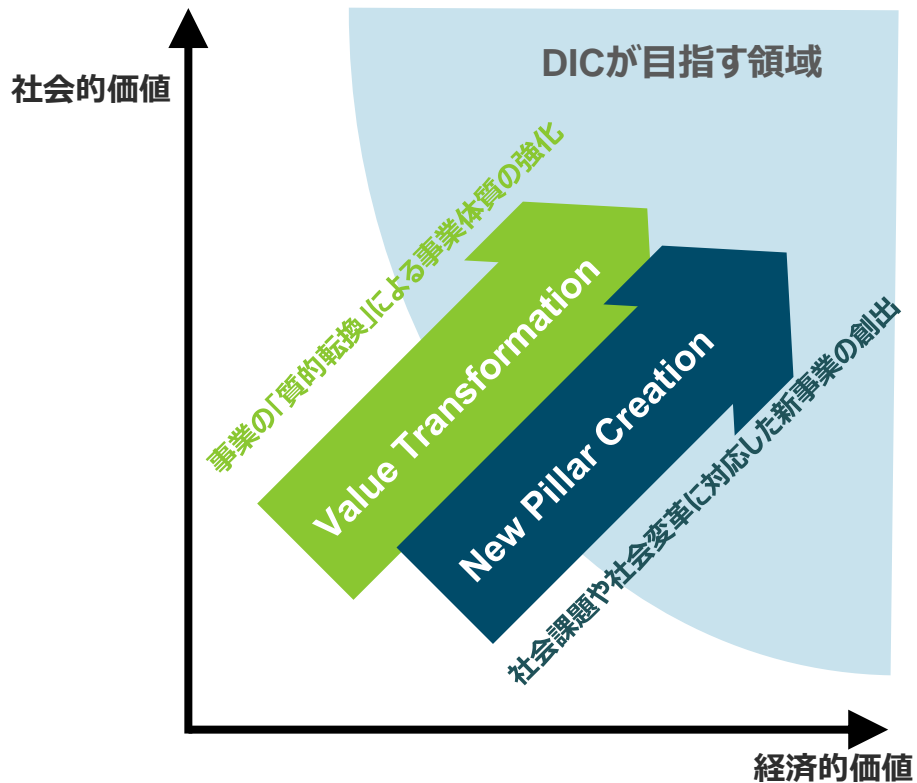 DICが目指す領域
社会的価値
事業の「質的転換」による事業体質の強化
Value Transformation
New Pillar Creation
社会課題や社会変革に対応した新事業の創出
経済的価値